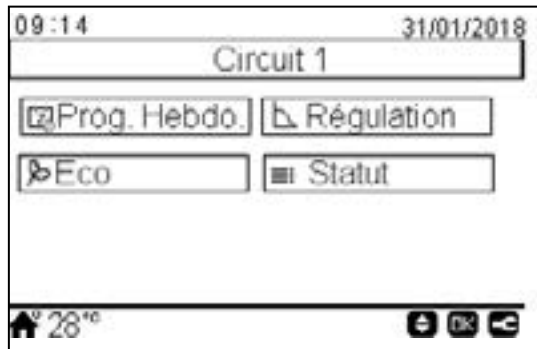 09:14 31/01/2018
Circuit 1
Prog. Hebdo. Régulation
Eco Statut
28°c OK